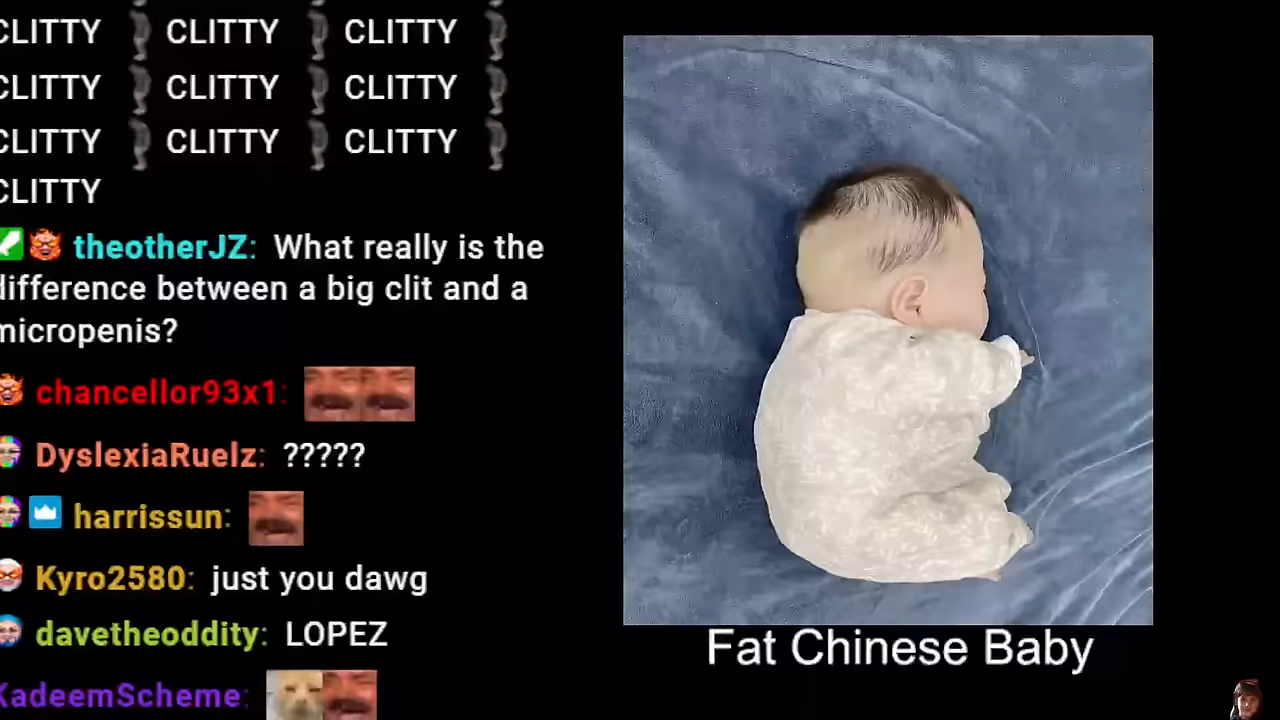 CLITTY CLITTY CLITTY
CLITTY CLITTY CLITTY
CLITTY CLITTY CLITTY
CLITTY
theotherJZ: What really is the
difference between a big clit and a
micropenis?
chancellor93x1:
DyslexiaRuelz: ?????
harrissun:
Kyro2580: just you dawg
davetheoddity: LOPEZ
KadeemScheme:
Fat Chinese Baby